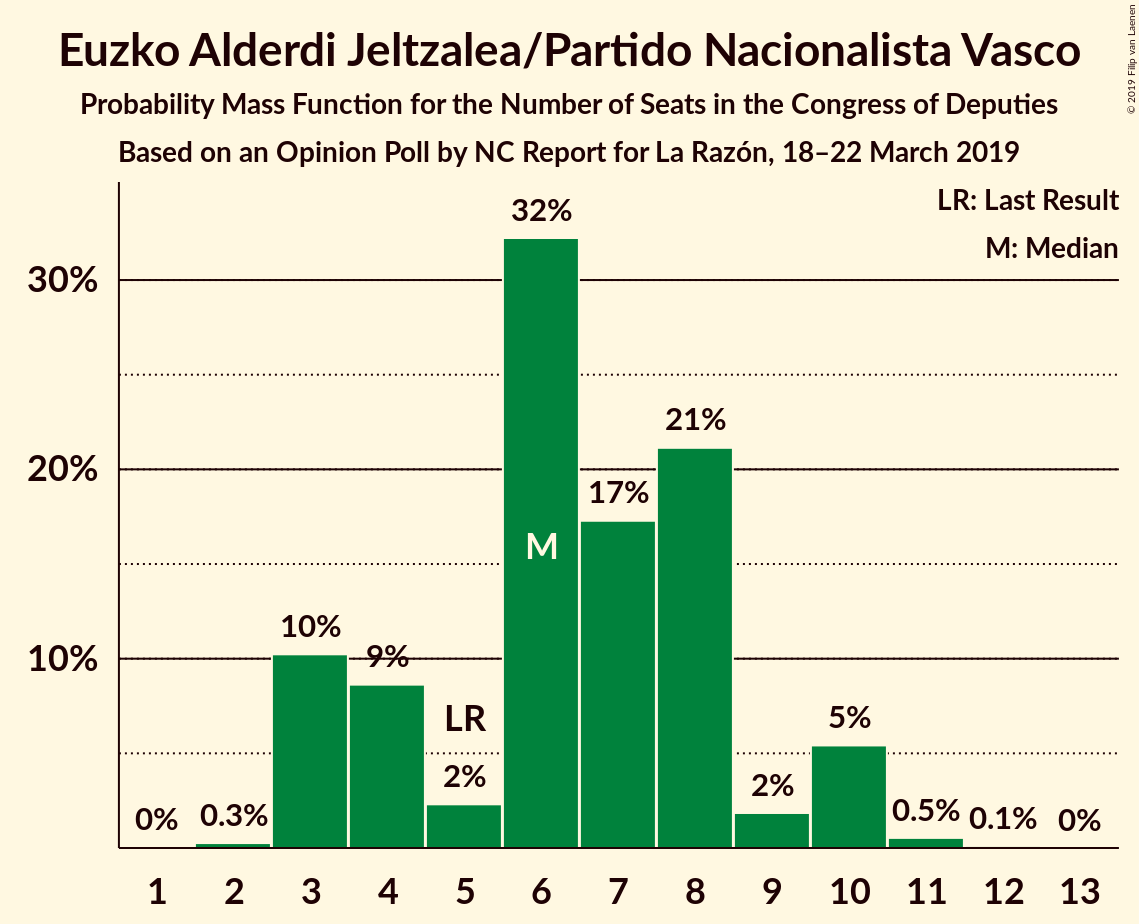 Euzko Alderdi Jeltzalea/Partido Nacionalista Vasco
Probability Mass Function for the Number of Seats in the Congress of Deputies
Based on an Opinion Poll by NC Report for La Razón, 18–22 March 2019
© 2019 Filip van Laenen
LR: Last Result
M: Median
30%
20%
10%
0%
0.3%
10%
9%
LR
2%
32%
M
17%
21%
2%
5%
0.5%
0.1%
0%
1 2 3 4 5 6 7 8 9 10 11 12 13